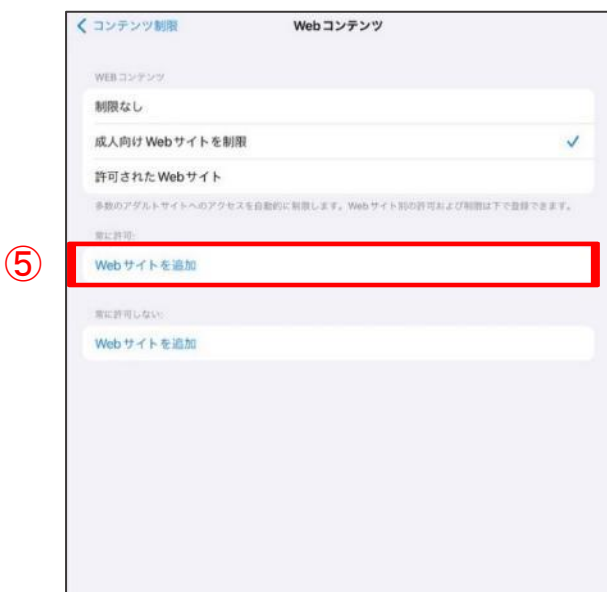 コンテンツ制限
Webコンテンツ
WEBコンテンツ
制限なし
成人向けWebサイトを制限
許可されたWebサイト
多数のアダルトサイトへのアクセスを自動的に制限します。Webサイト別の許可および制限は下で登録できます。
常に許可:
⑤
Webサイトを追加
常に許可しない:
Webサイトを追加